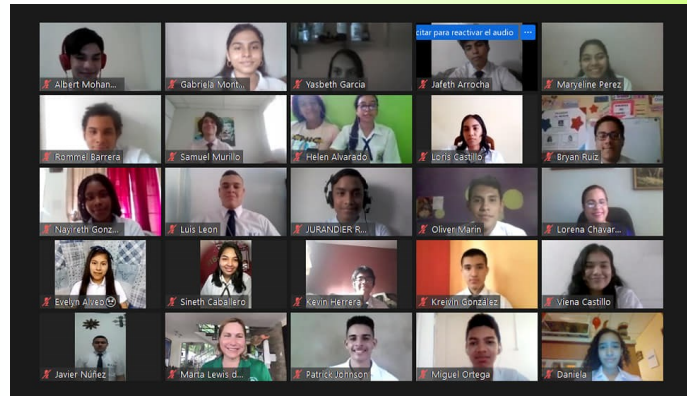 citar para reactivar el audio ...
Albert Mohan...
Gabriela Mont...
Yasbeth Garcia
Jafeth Arrocha
Maryeline Perez
Rommel Barrera
Samuel Murillo
Helen Alvarado
Loris Castillo
Bryan Ruiz
Nayireth Gonz...
Luis Leon
JURANDIER R...
Oliver Marin
Lorena Chavar...
Evelyn Alveo
Sineth Caballero
Kevin Herrera
Krejvin González
Viena Castillo
Javier Núñez
Marta Lewis d...
Patrick Johnson
Miguel Ortega
Daniela